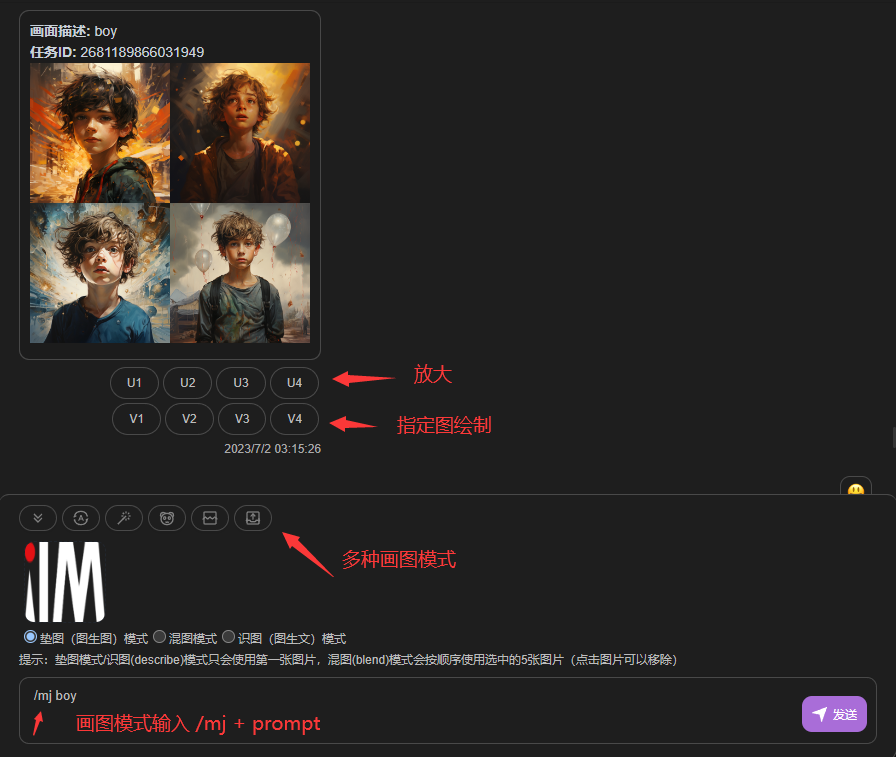 画面描述: boy
任务ID: 2681189866031949
U1 U2 U3 U4
放大
V1 V2 V3 V4
指定图绘制
2023/7/2 03:15:26
A
多种画图模式
iIM
垫图（图生图）模式 混图模式 识图（图生文）模式
提示：垫图模式/识图(describe)模式只会使用第一张图片，混图(blend)模式会按顺序使用选中的5张图片（点击图片可以移除）
/mj boy
画图模式输入 /mj + prompt
发送